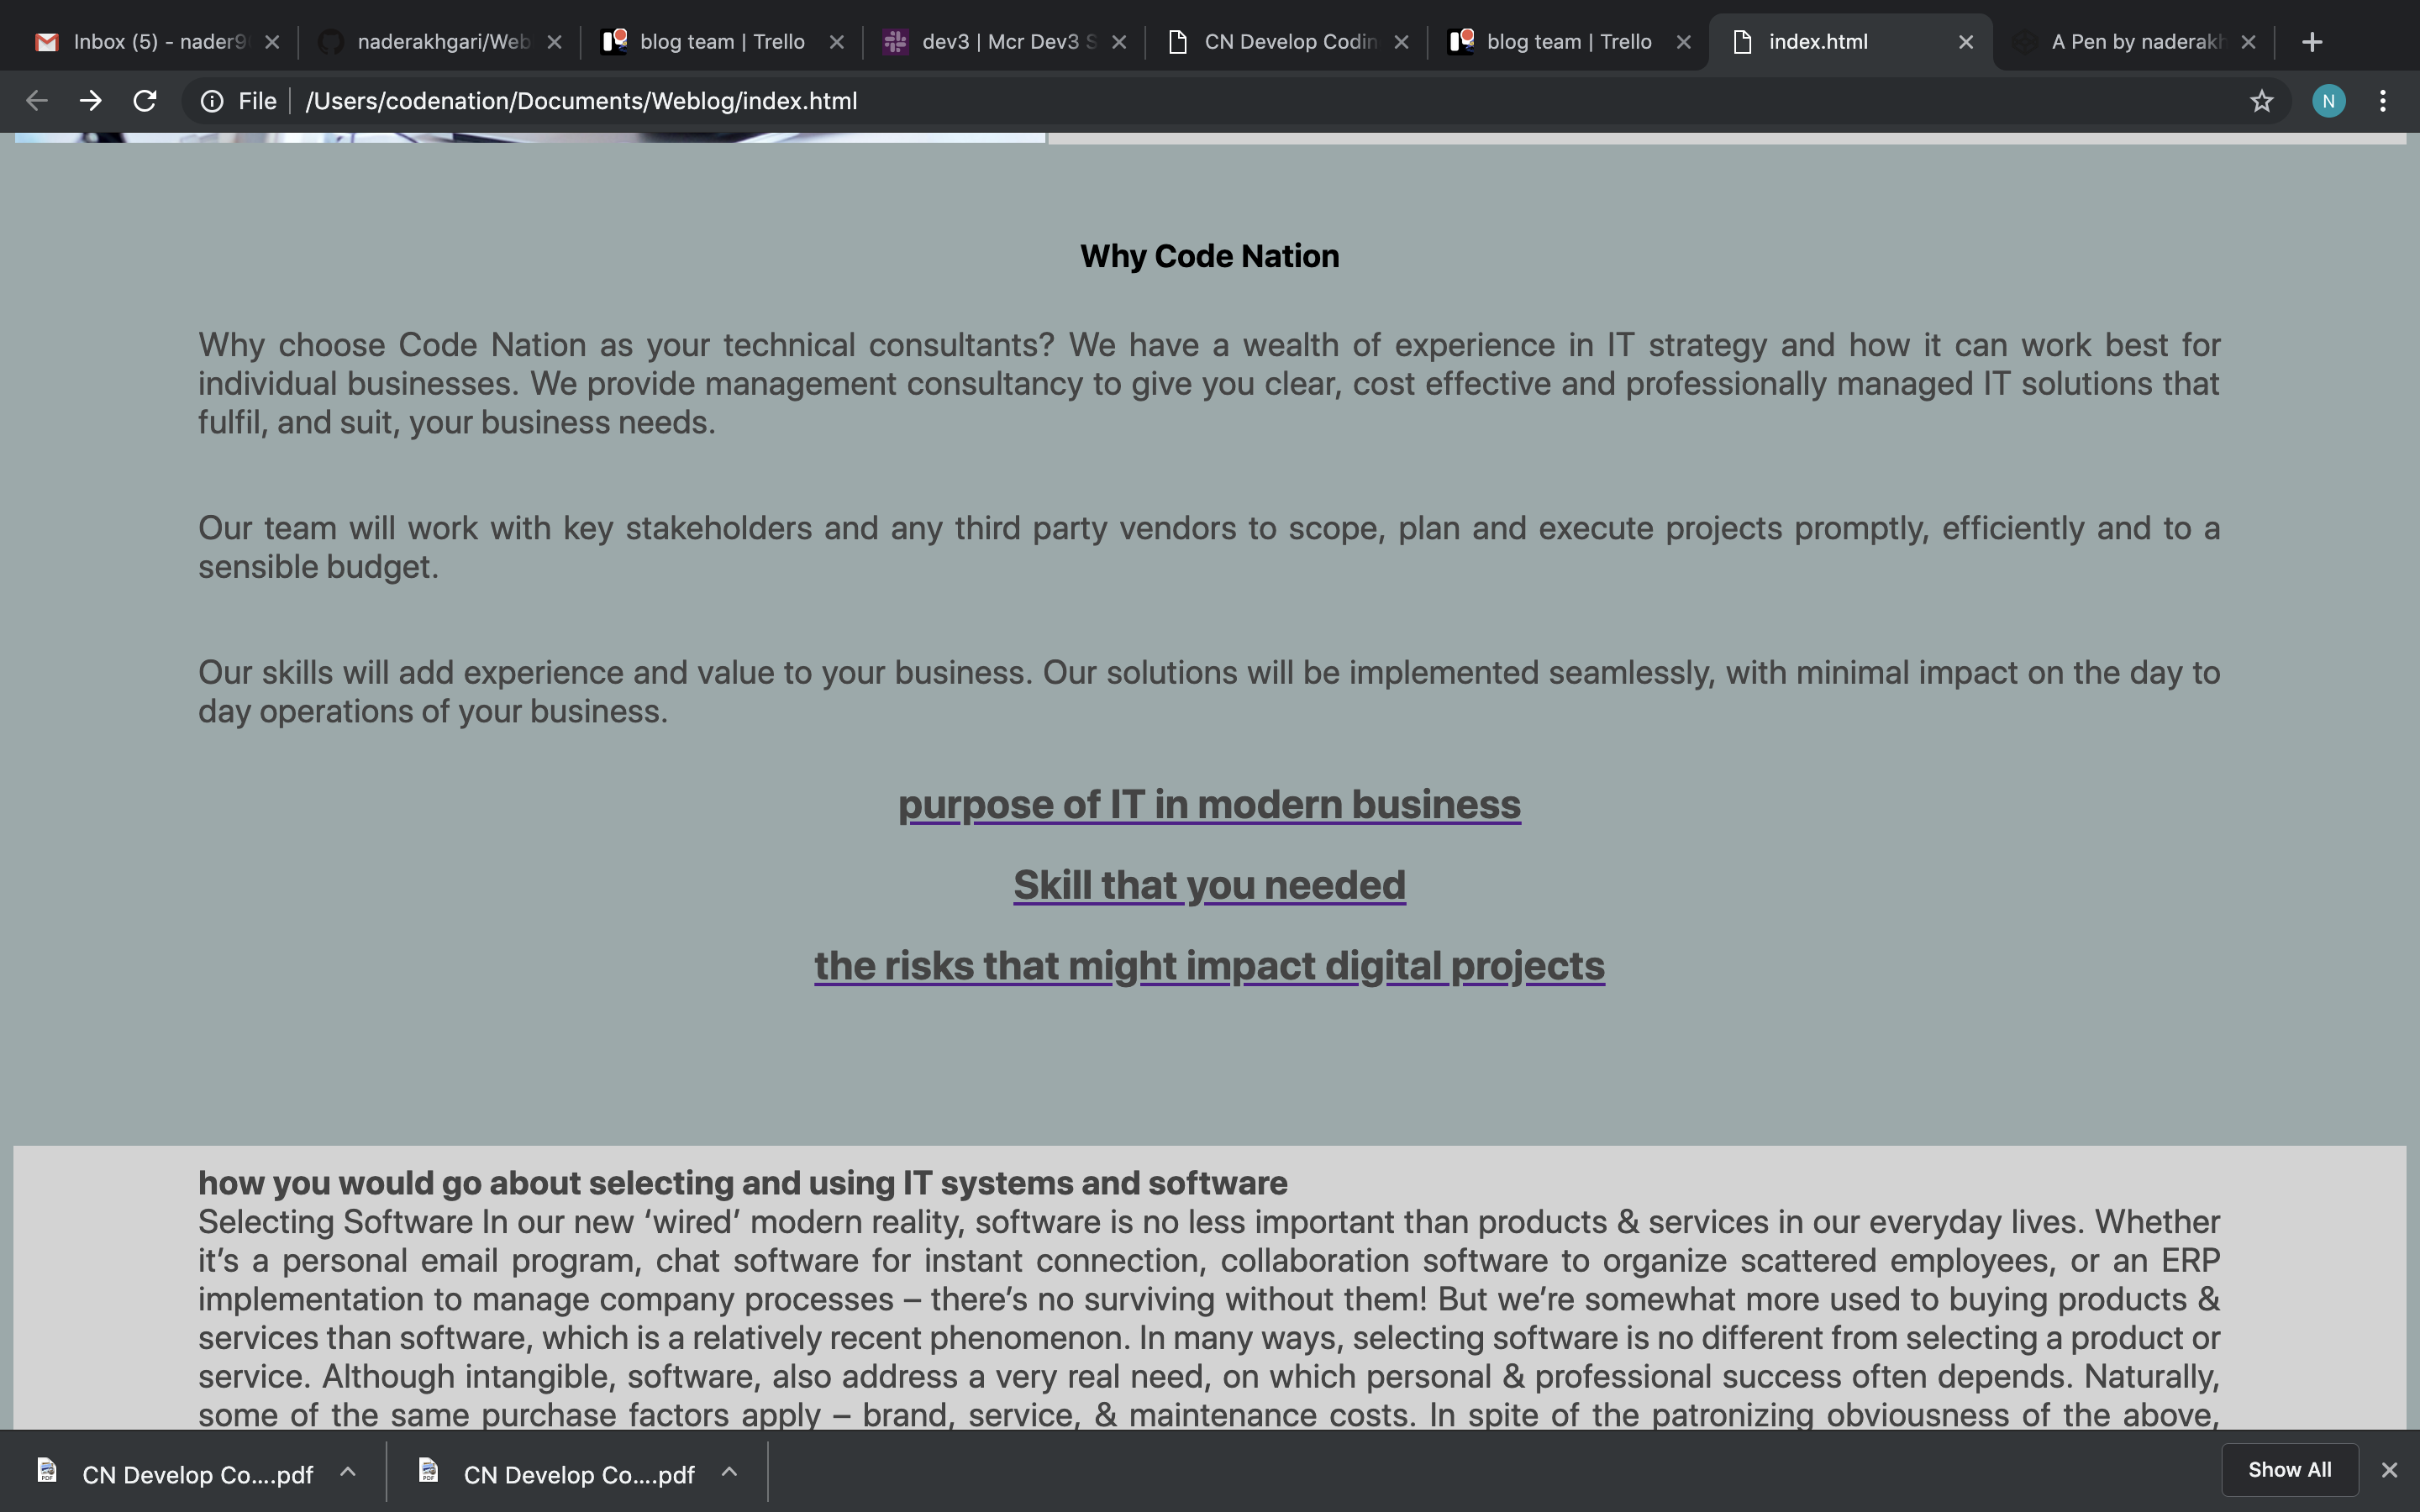 Inbox (5) - nader9
naderakhgari/Web
blog team | Trello
dev3 | Mcr Dev3 S
CN Develop Codin
blog team | Trello
index.html
A Pen by naderakh
File
/Users/codenation/Documents/Weblog/index.html
N
Why Code Nation
Why choose Code Nation as your technical consultants? We have a wealth of experience in IT strategy and how it can work best for
individual businesses. We provide management consultancy to give you clear, cost effective and professionally managed IT solutions that
fulfil, and suit, your business needs.
Our team will work with key stakeholders and any third party vendors to scope, plan and execute projects promptly, efficiently and to a
sensible budget.
Our skills will add experience and value to your business. Our solutions will be implemented seamlessly, with minimal impact on the day to
day operations of your business.
purpose of IT in modern business
Skill that you needed
the risks that might impact digital projects
how you would go about selecting and using IT systems and software
Selecting Software In our new ‘wired’ modern reality, software is no less important than products & services in our everyday lives. Whether
it’s a personal email program, chat software for instant connection, collaboration software to organize scattered employees, or an ERP
implementation to manage company processes – there’s no surviving without them! But we’re somewhat more used to buying products &
services than software, which is a relatively recent phenomenon. In many ways, selecting software is no different from selecting a product or
service. Although intangible, software, also address a very real need, on which personal & professional success often depends. Naturally,
some of the same purchase factors apply – brand, service, & maintenance costs. In spite of the patronizing obviousness of the above,
CN Develop Co....pdf
CN Develop Co....pdf
Show All